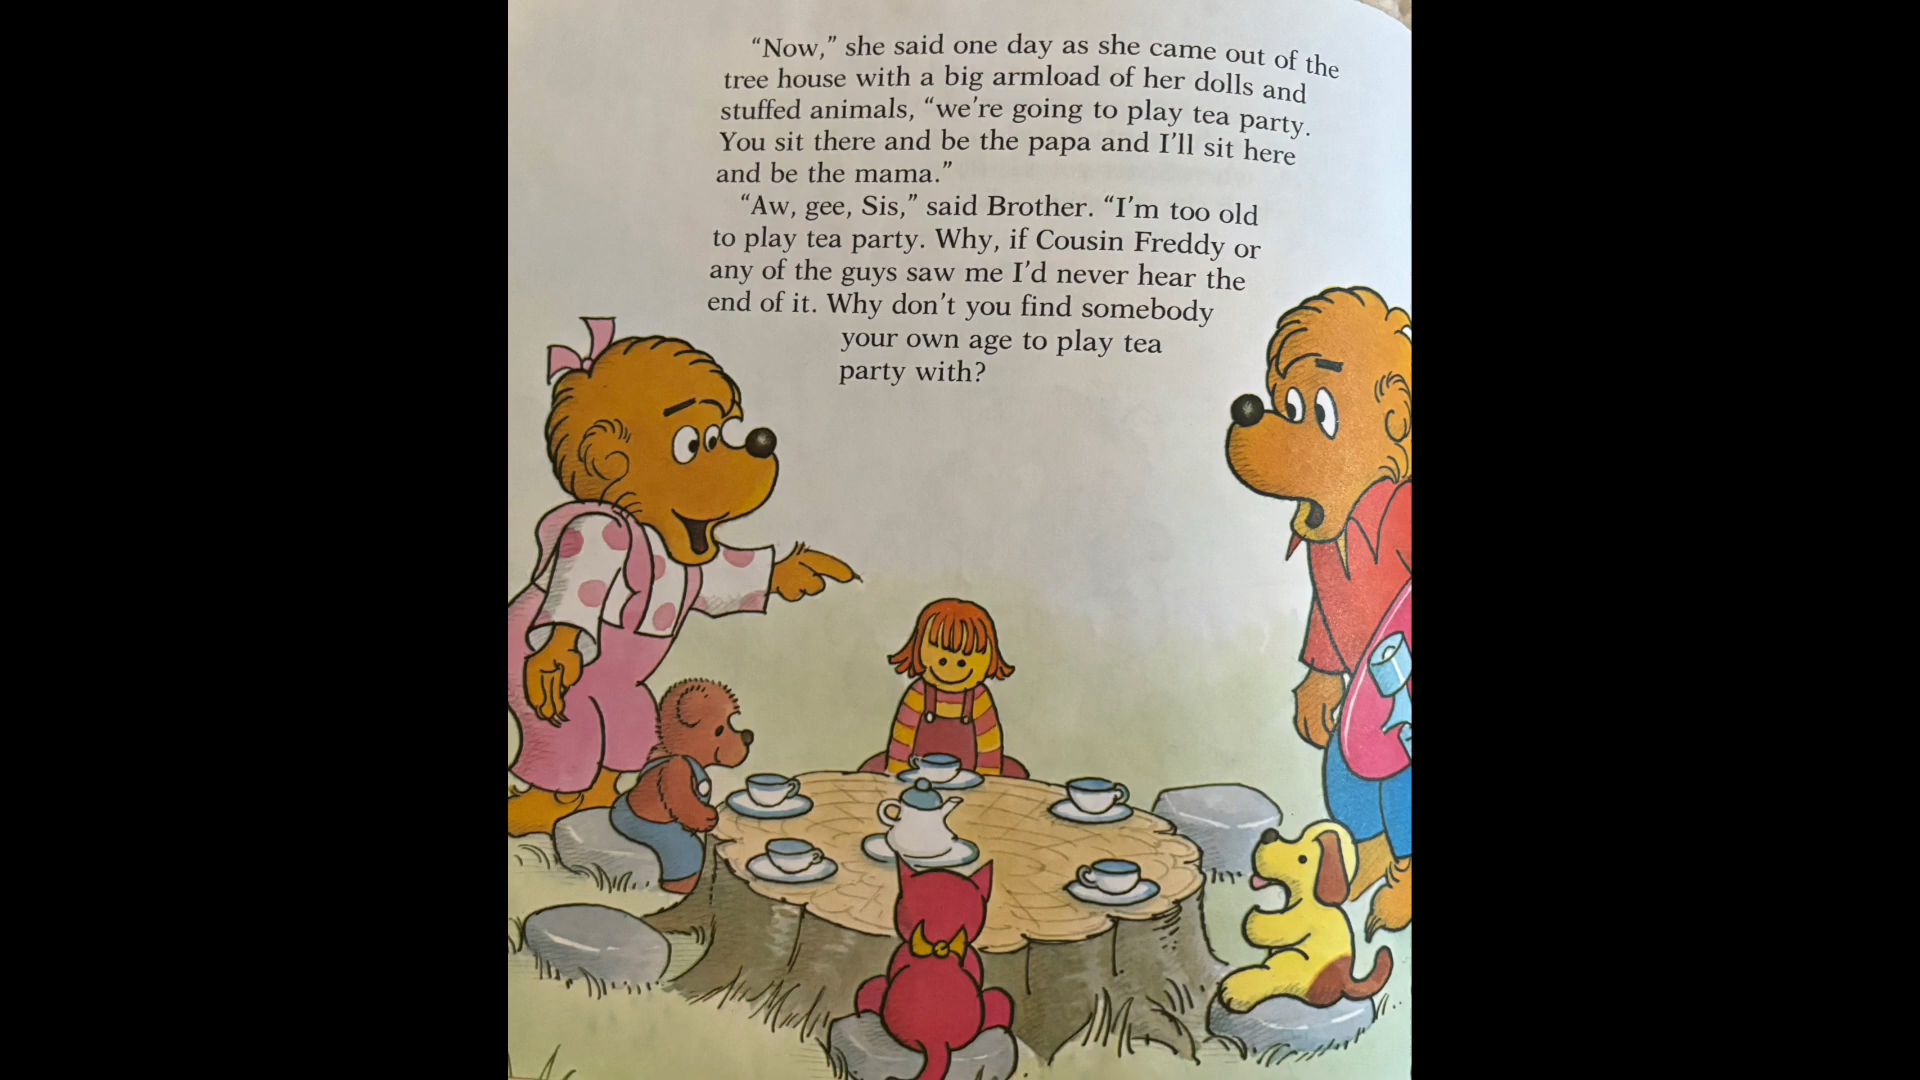 “Now,” she said one day as she came out of the
tree house with a big armload of her dolls and
stuffed animals, “we’re going to play tea party.
You sit there and be the papa and I’ll sit here
and be the mama.”
“Aw, gee, Sis,” said Brother. “I’m too old
to play tea party. Why, if Cousin Freddy or
any of the guys saw me I’d never hear the
end of it. Why don’t you find somebody
your own age to play tea
party with?